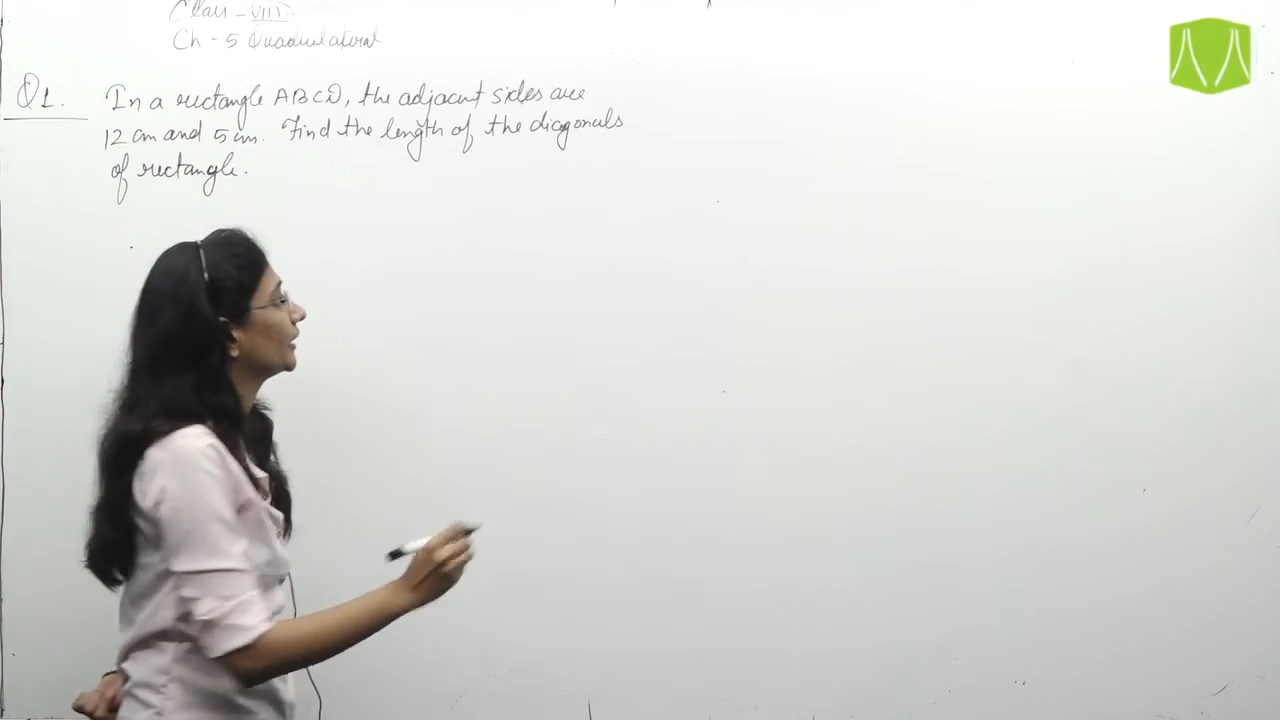 Class - VIII.
Ch - 5 Quadrilateral
Q1. In a rectangle ABCD, the adjacent sides are
12 cm and 5 cm. Find the length of the diagonals
of rectangle.